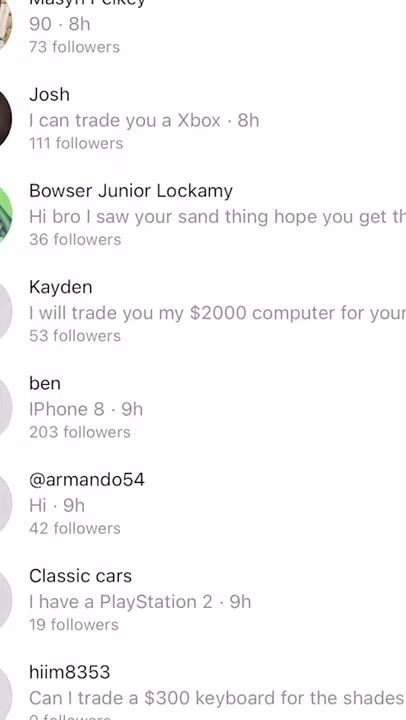 90 · 8h
73 followers
Josh
I can trade you a Xbox · 8h
111 followers
Bowser Junior Lockamy
Hi bro I saw your sand thing hope you get
36 followers
Kayden
I will trade you my $2000 computer for your
53 followers
ben
IPhone 8 · 9h
203 followers
@armando54
Hi · 9h
42 followers
Classic cars
I have a PlayStation 2 · 9h
19 followers
hiim8353
Can I trade a $300 keyboard for the shades
0 followers